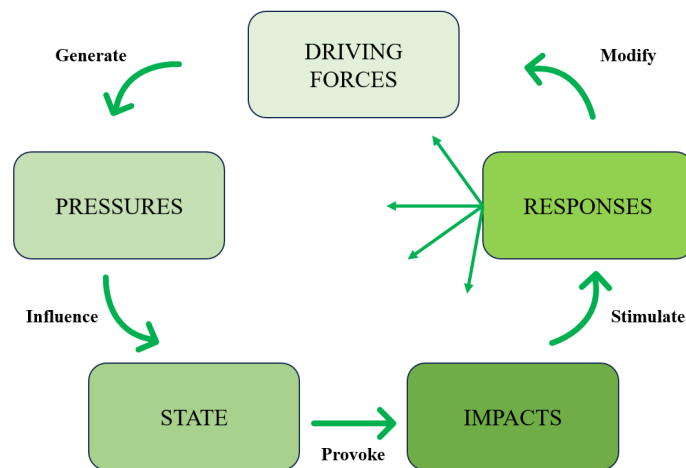 Generate
DRIVING
FORCES
Modify
PRESSURES
RESPONSES
Influence
Stimulate
STATE
IMPACTS
Provoke